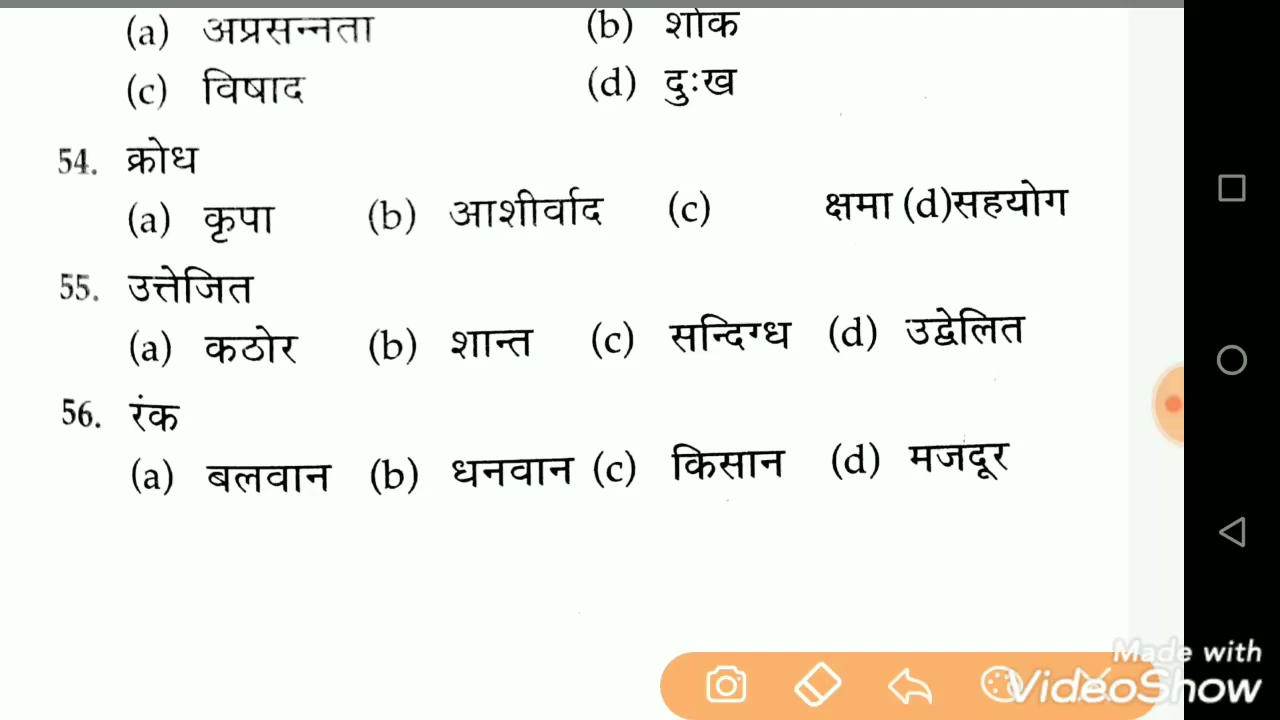 (a) अप्रसन्नता (b) शोक
(c) विषाद (d) दुःख
54. क्रोध
(a) कृपा (b) आशीर्वाद (c) क्षमा (d)सहयोग
55. उत्तेजित
(a) कठोर (b) शान्त (c) सन्दिग्ध (d) उद्वेलित
56. रंक
(a) बलवान (b) धनवान (c) किसान (d) मजदूर
Made with
VideoShow